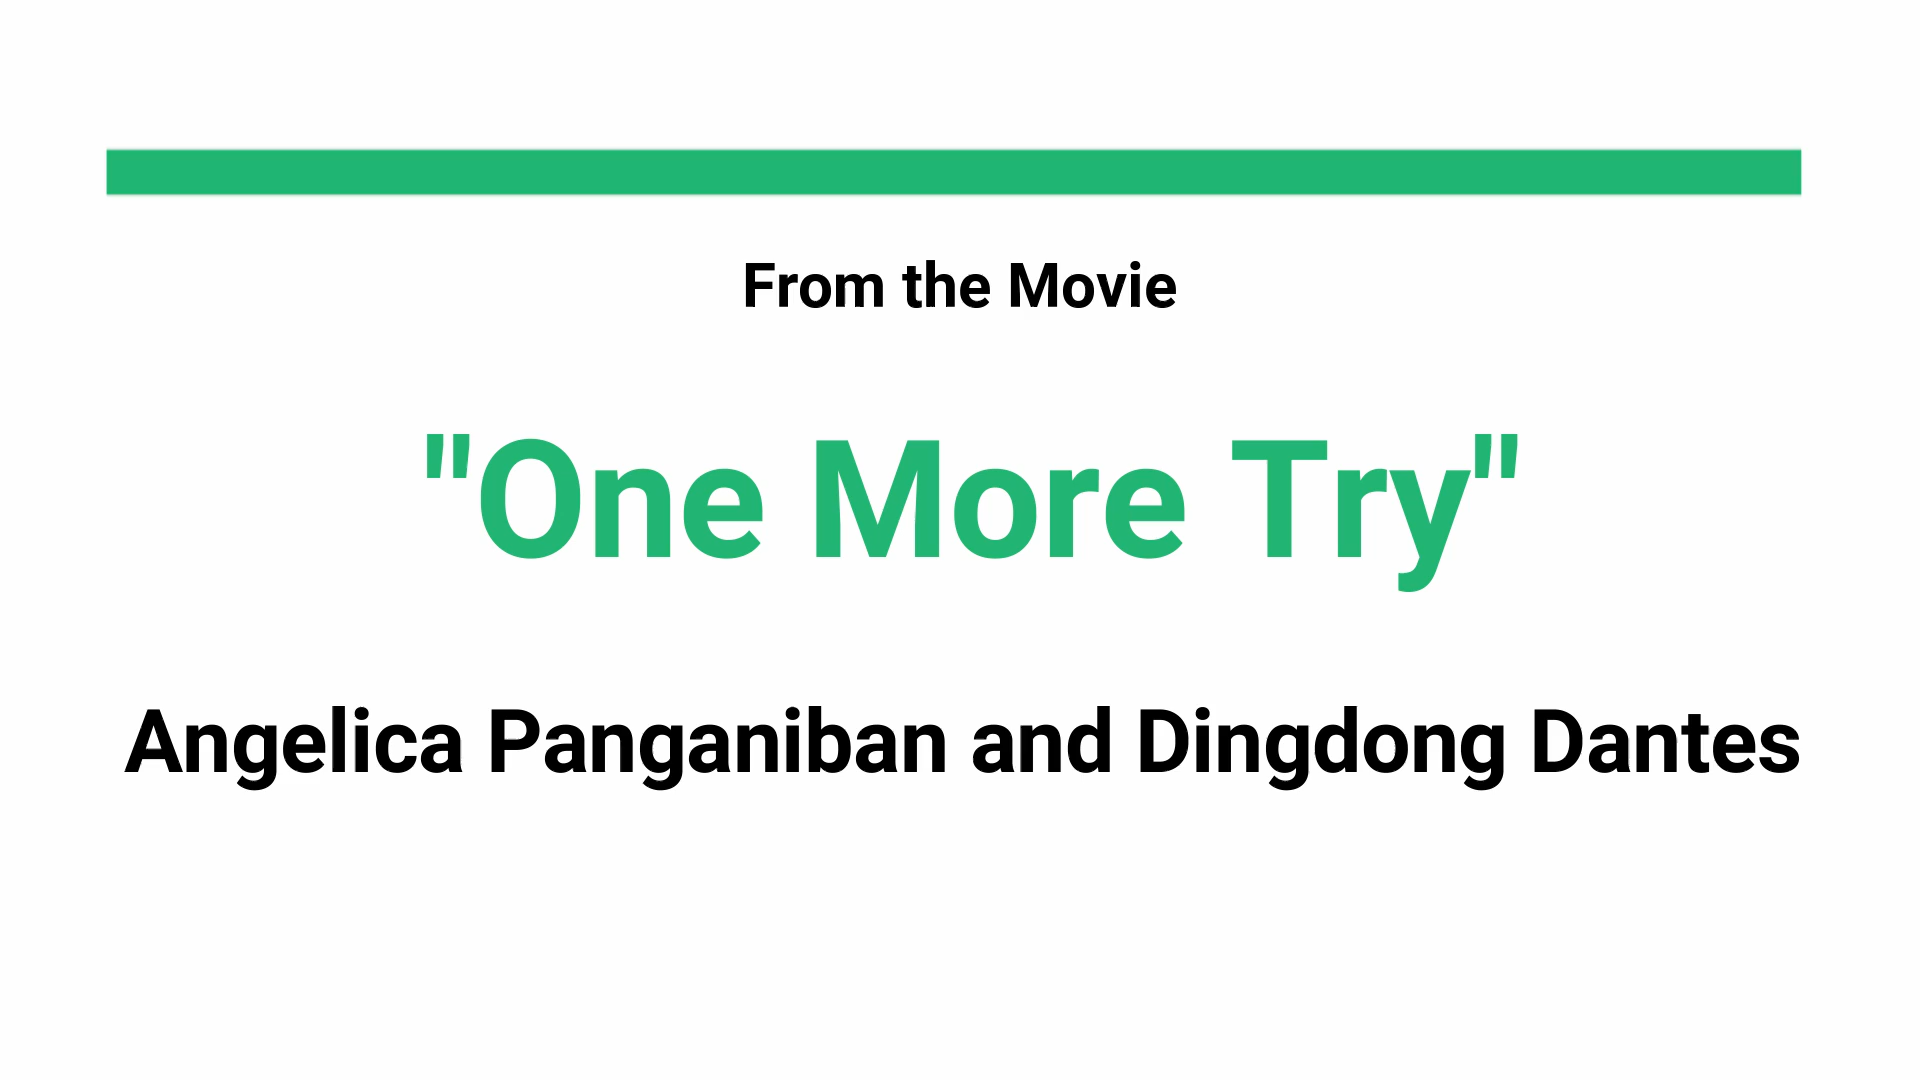 From the Movie
"One More Try"
Angelica Panganiban and Dingdong Dantes